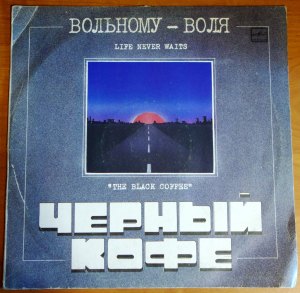 ВОЛЬНОМУ – ВОЛЯ
LIFE NEVER WAITS
"THE BLACK COFFEE"
ЧЕРНЫЙ
КОФЕ